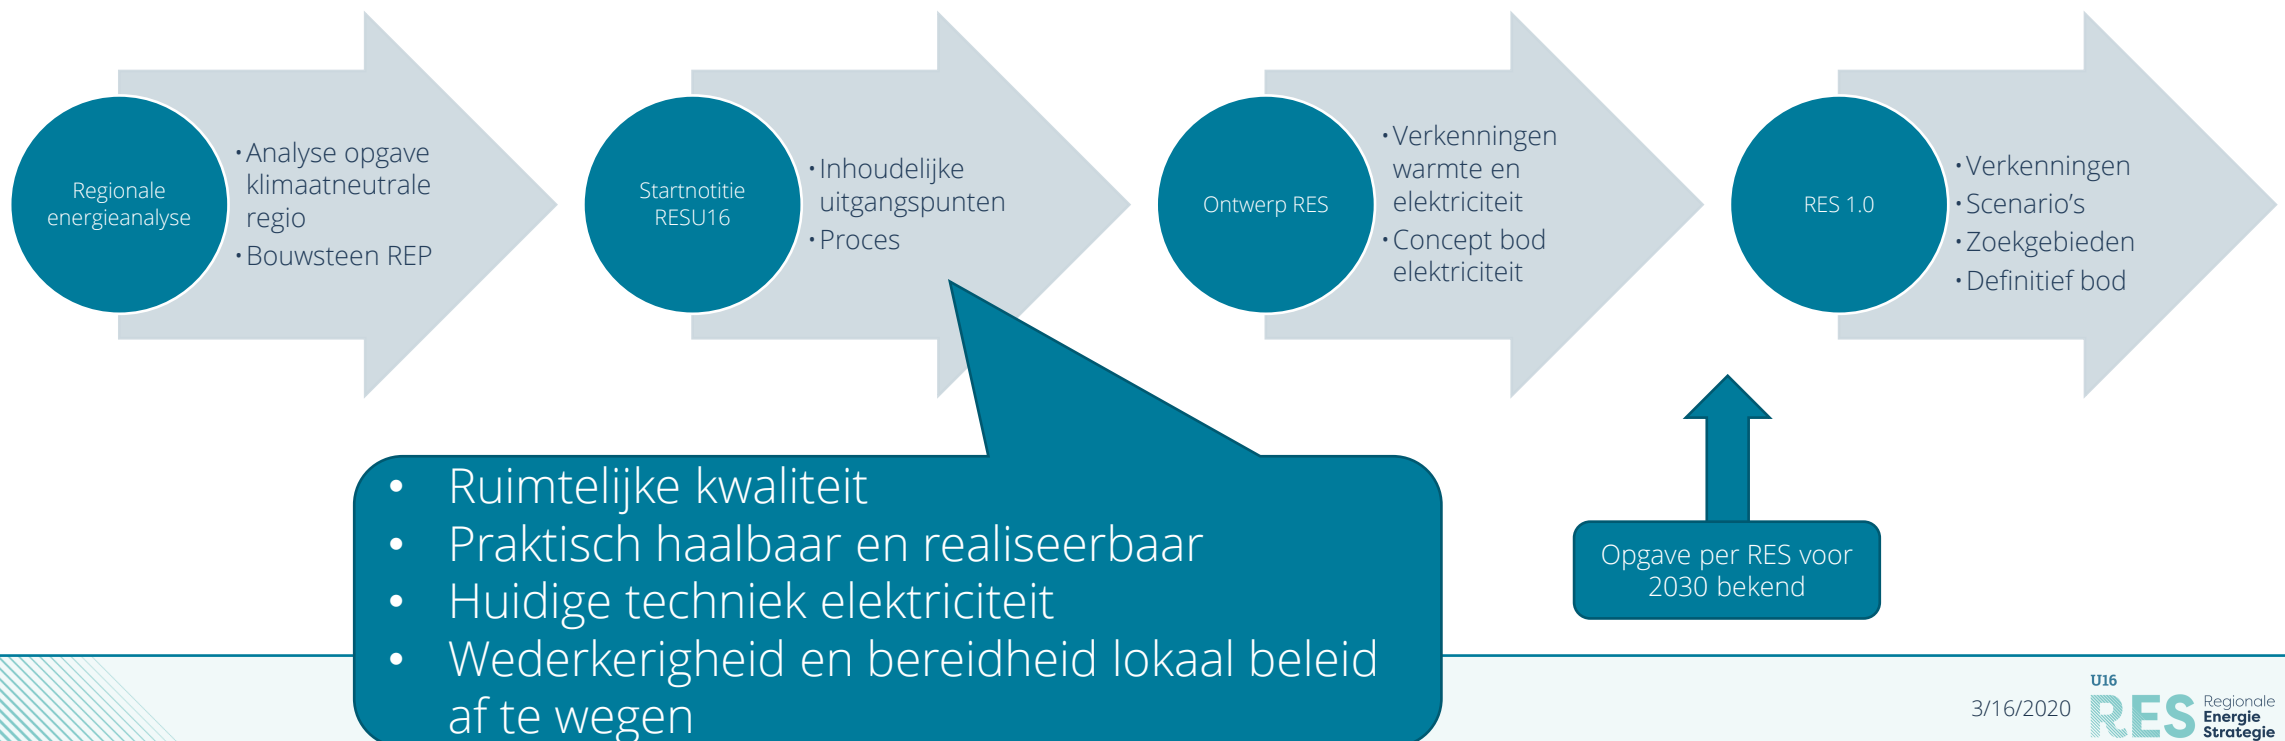 Regionale
energieanalyse
•Analyse opgave
klimaatneutrale
regio
•Bouwsteen REP
Startnotitie
RESU16
•Inhoudelijke
uitgangspunten
•Proces
Ontwerp RES
•Verkenningen
warmte en
elektriciteit
•Concept bod
elektriciteit
RES 1.0
•Verkenningen
•Scenario’s
•Zoekgebieden
•Definitief bod
• Ruimtelijke kwaliteit
• Praktisch haalbaar en realiseerbaar
• Huidige techniek elektriciteit
• Wederkerigheid en bereidheid lokaal beleid
af te wegen
Opgave per RES voor
2030 bekend
3/16/2020
U16
RES
Regionale
Energie
Strategie